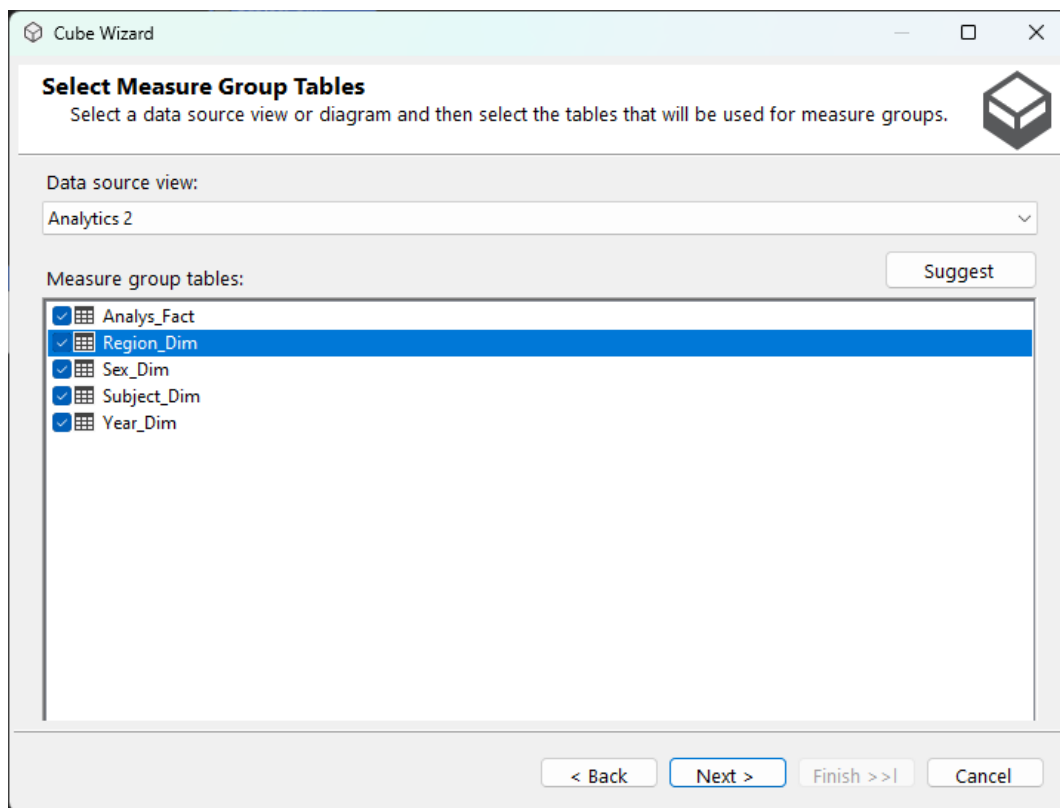 Cube Wizard
Select Measure Group Tables
Select a data source view or diagram and then select the tables that will be used for measure groups.
Data source view:
Analytics 2
Suggest
Measure group tables:
Analys_Fact
Region_Dim
Sex_Dim
Subject_Dim
Year_Dim
< Back Next > Finish >>| Cancel